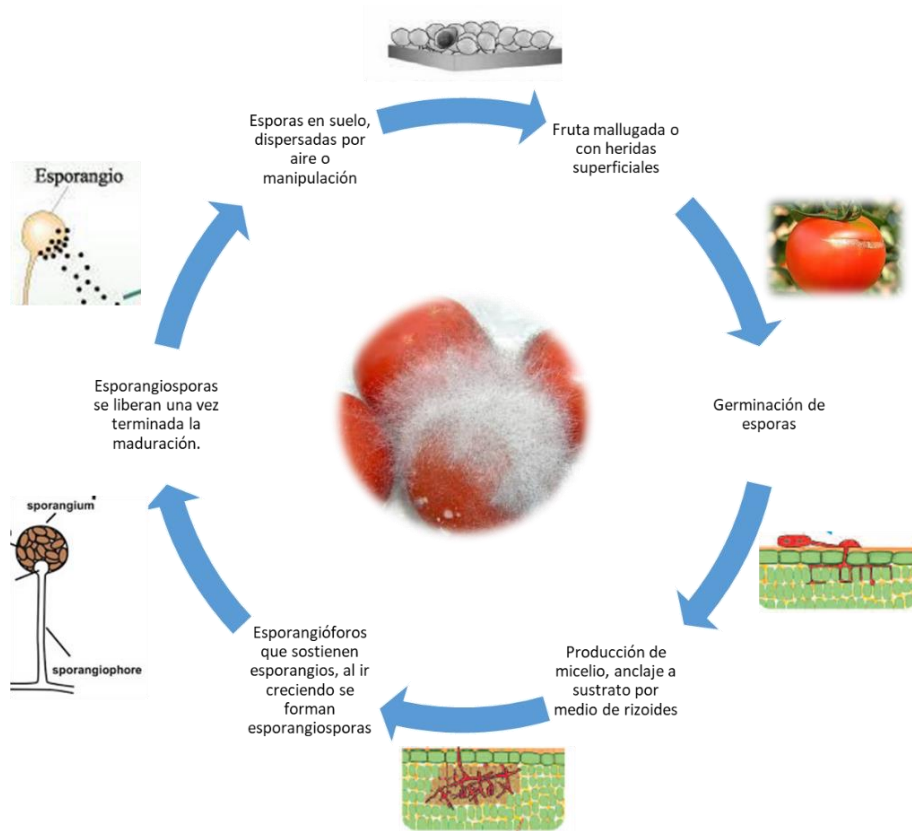 Esporas en suelo,
dispersadas por
aire o
manipulación
Fruta mallugada o
con heridas
superficiales
Germinación de
esporas
Producción de
micelio, anclaje a
sustrato por
medio de rizoides
Esporangióforos
que sostienen
esporangios, al ir
creciendo se
forman
esporangiosporas
sporangium
sporangiophore
Esporangiosporas
se liberan una vez
terminada la
maduración.
Esporangio